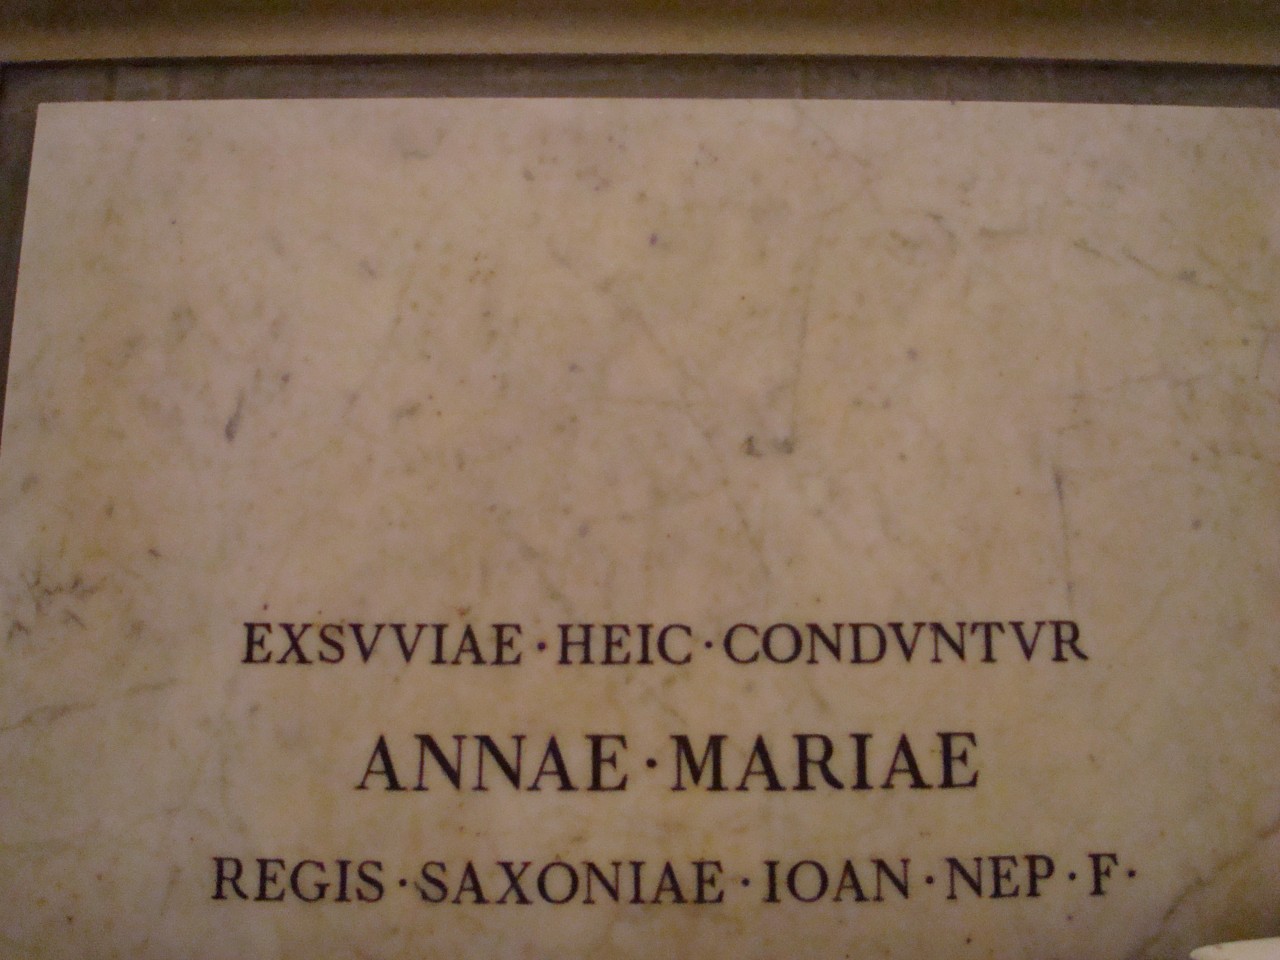 EXSVVIAE · HEIC · CONDVNTVR
ANNAE · MARIAE
REGIS · SAXONIAE · IOAN · NEP · F ·